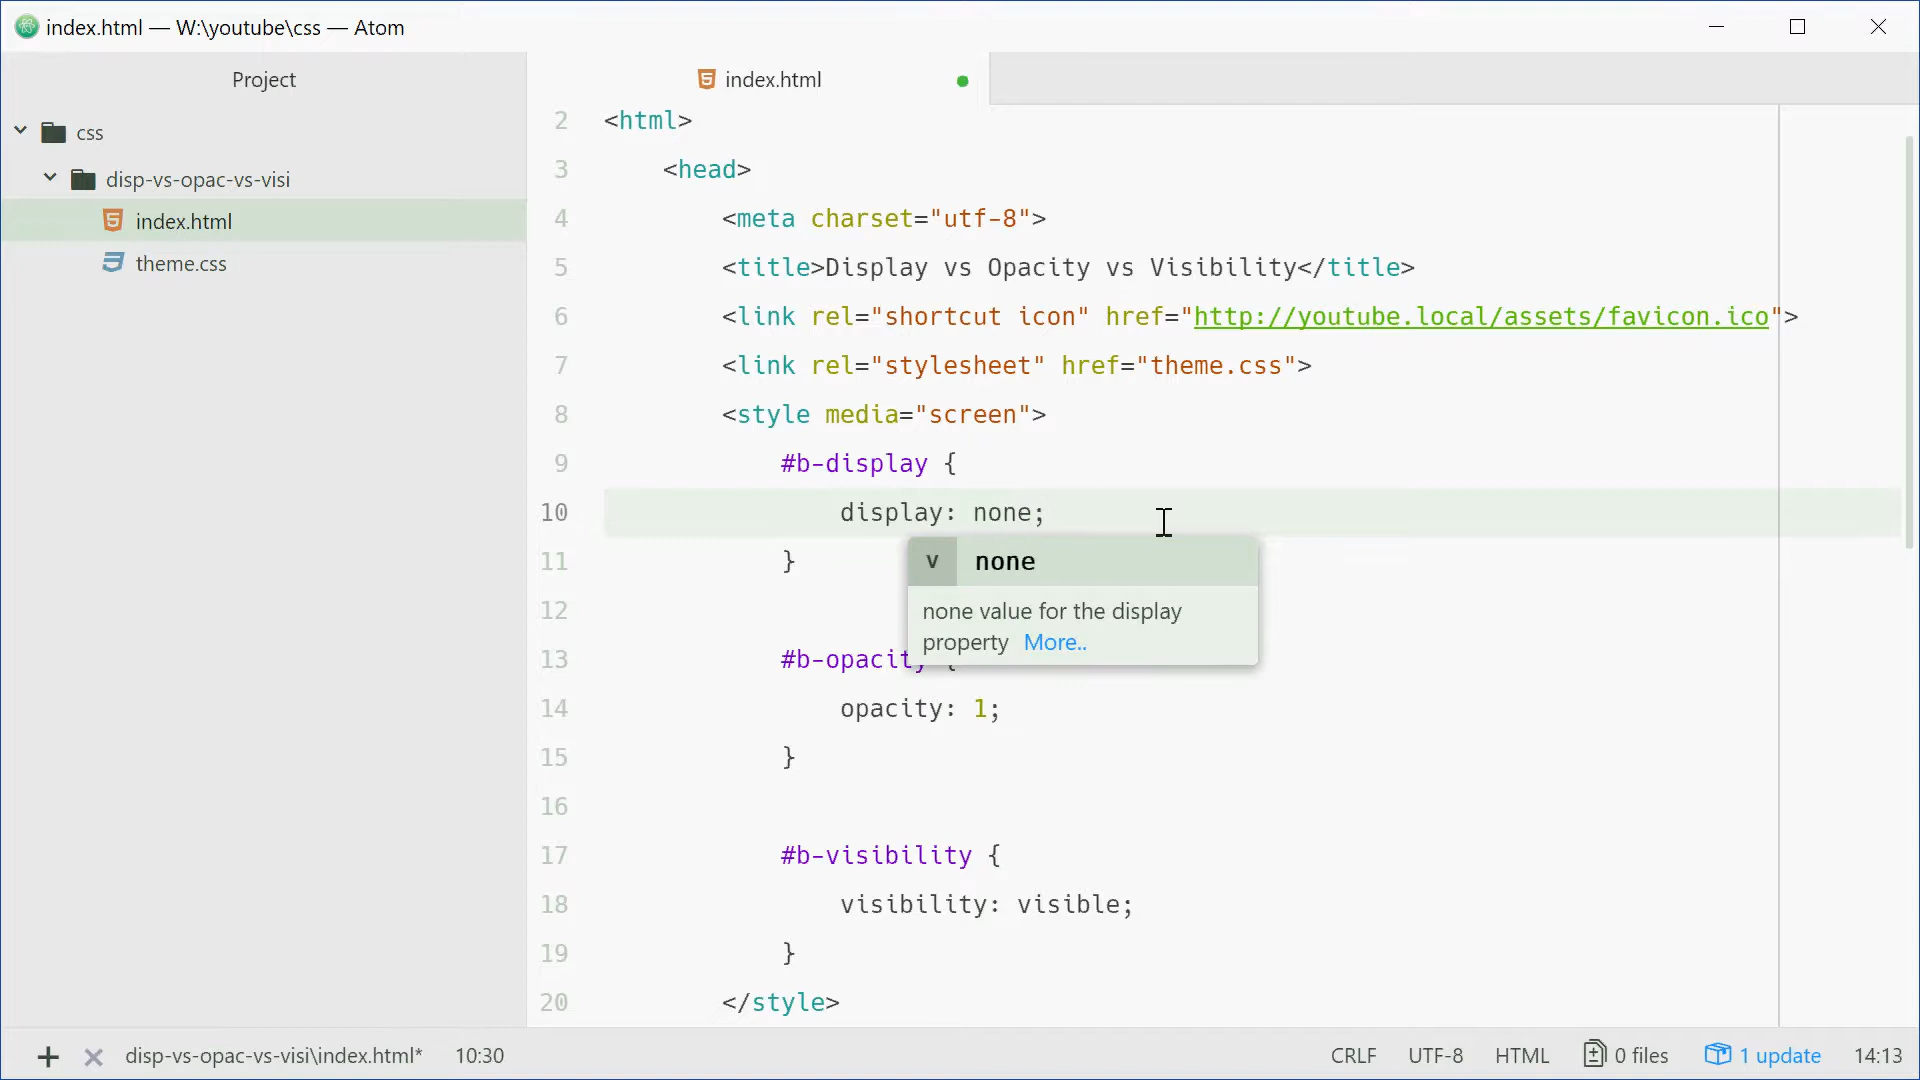 index.html — W:\youtube\css — Atom
Project
css
disp-vs-opac-vs-visi
index.html
theme.css
index.html
2 <html>
3 <head>
4 <meta charset="utf-8">
5 <title>Display vs Opacity vs Visibility</title>
6 <link rel="shortcut icon" href="http://youtube.local/assets/favicon.ico">
7 <link rel="stylesheet" href="theme.css">
8 <style media="screen">
9 #b-display {
10 display: none;
11 }
v none
none value for the display
property More..
12
13 #b-opacity {
14 opacity: 1;
15 }
16
17 #b-visibility {
18 visibility: visible;
19 }
20 </style>
disp-vs-opac-vs-visi\index.html* 10:30 CRLF UTF-8 HTML 0 files 1 update 14:13